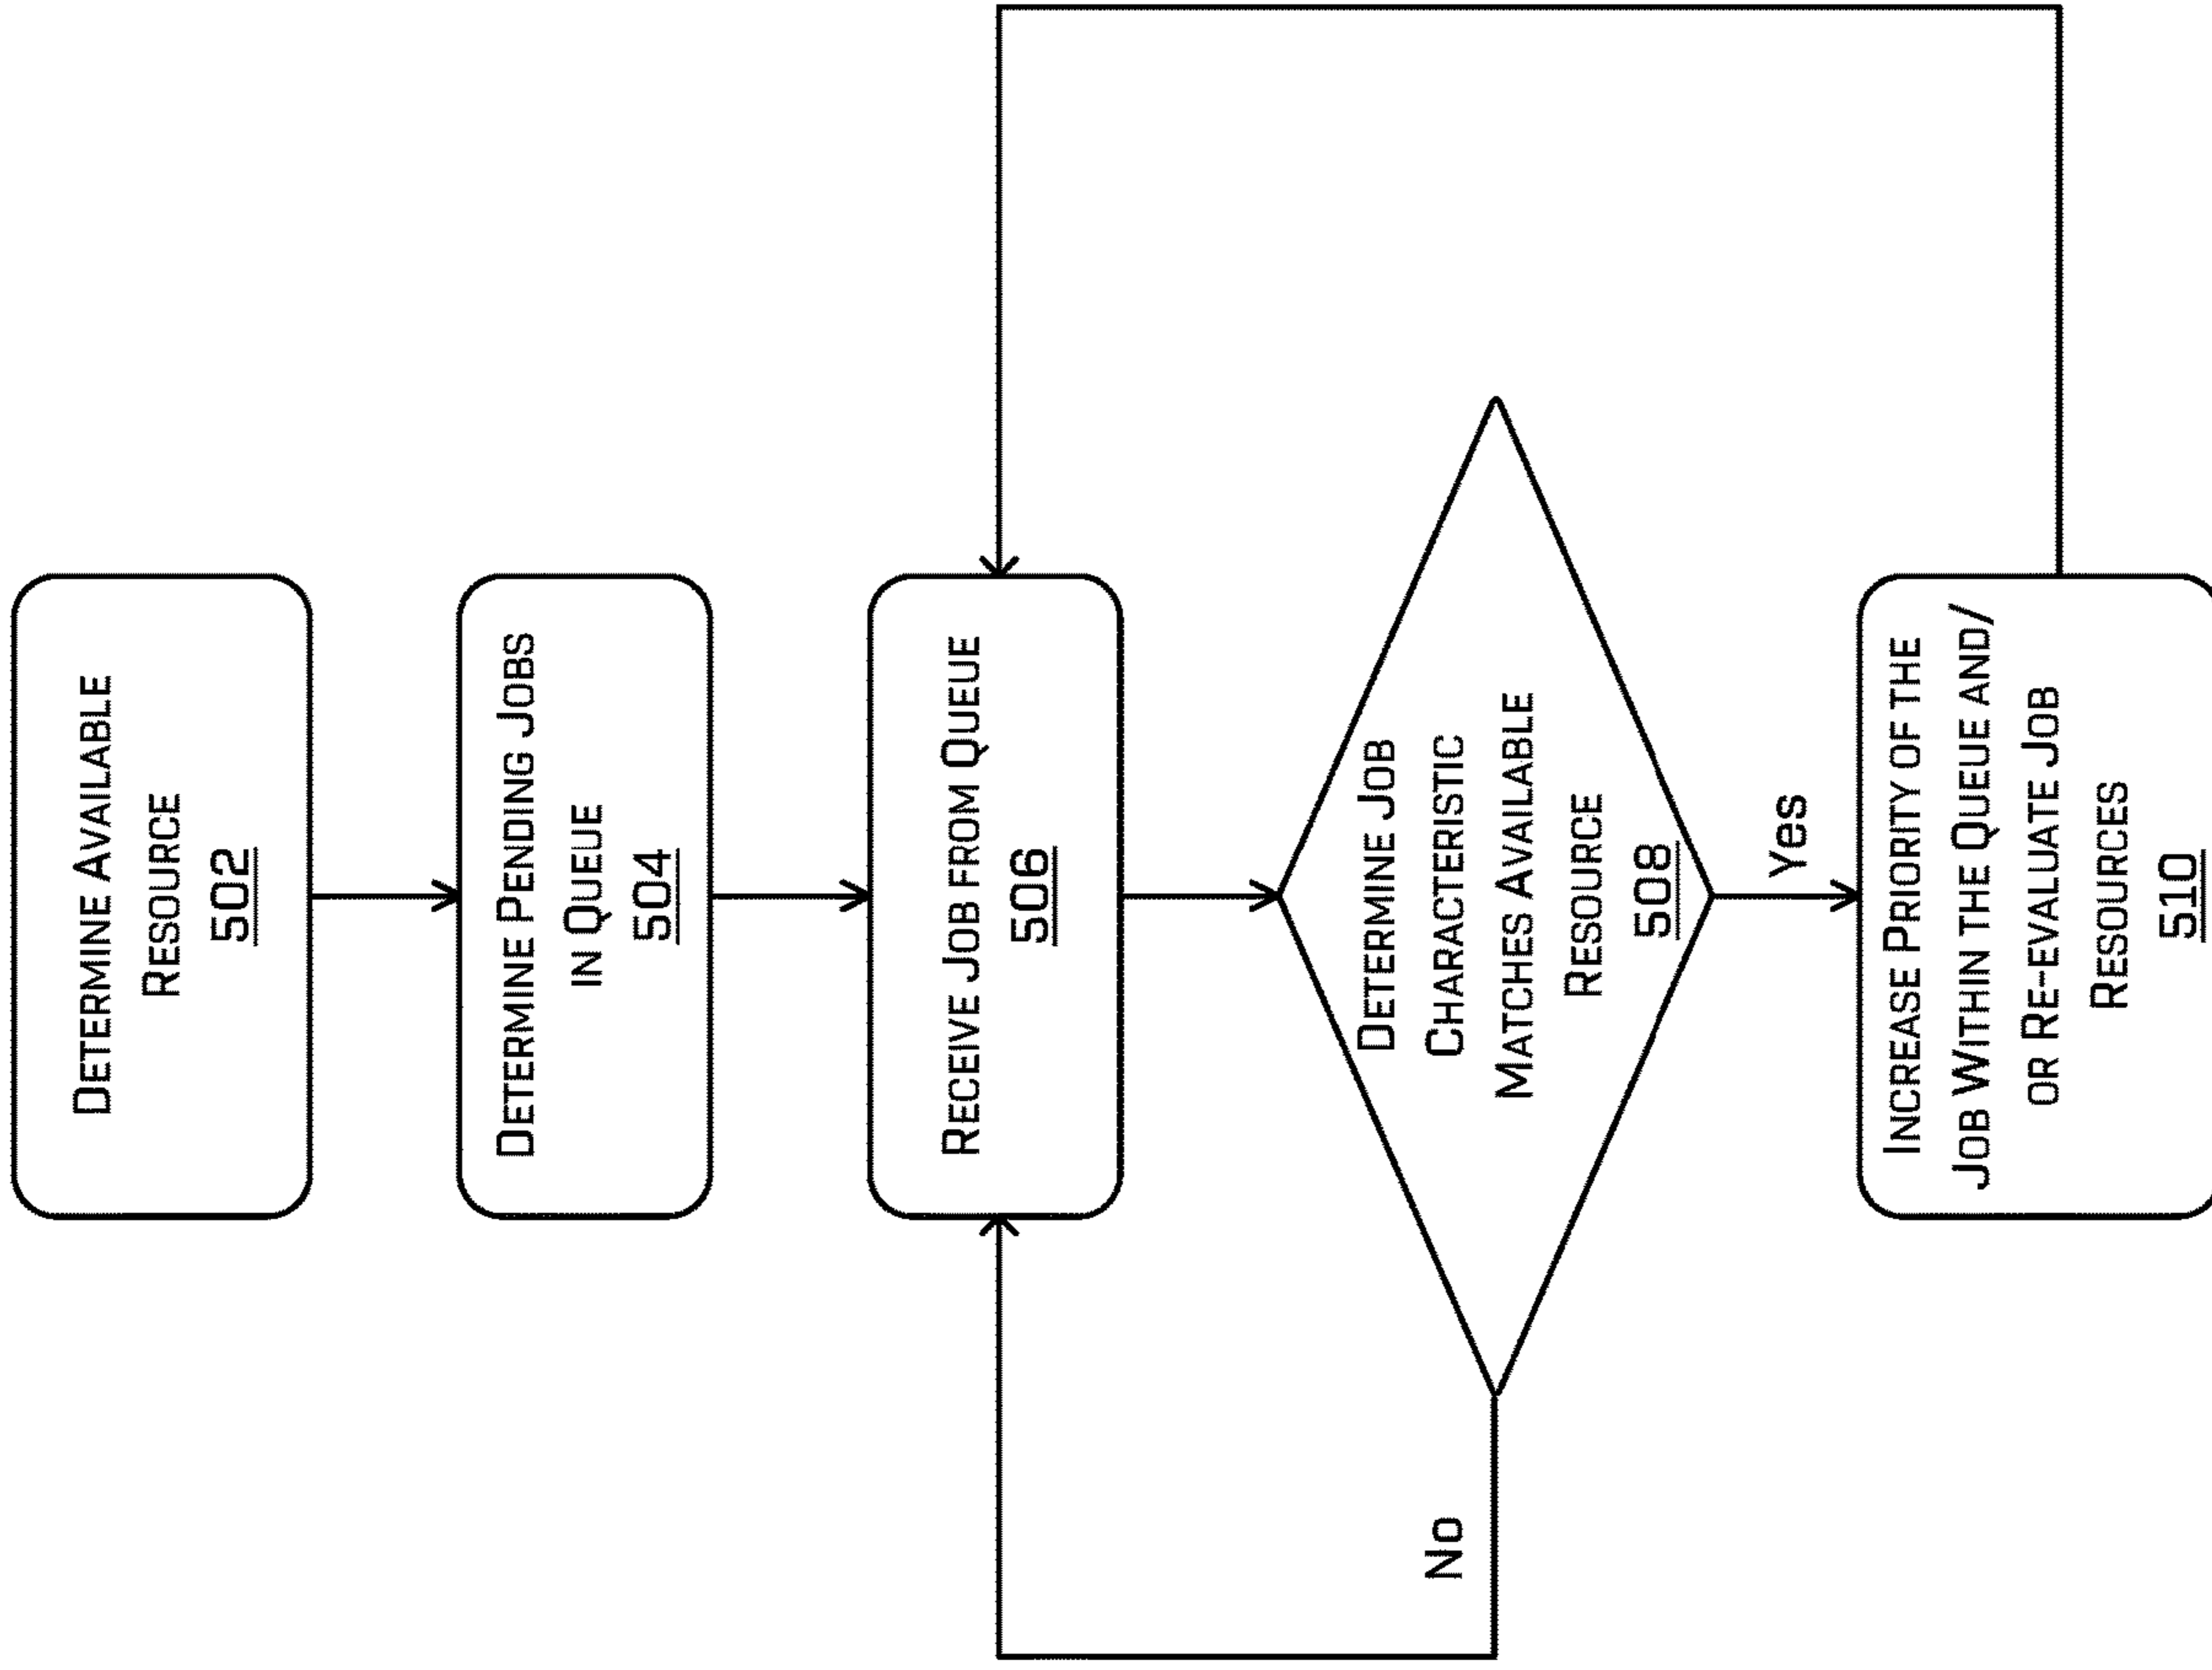 DETERMINE AVAILABLE
RESOURCE
502
DETERMINE PENDING JOBS
IN QUEUE
504
RECEIVE JOB FROM QUEUE
506
DETERMINE JOB
CHARACTERISTIC
MATCHES AVAILABLE
RESOURCE
508
No
Yes
INCREASE PRIORITY OF THE
JOB WITHIN THE QUEUE AND/
OR RE-EVALUATE JOB
RESOURCES
510